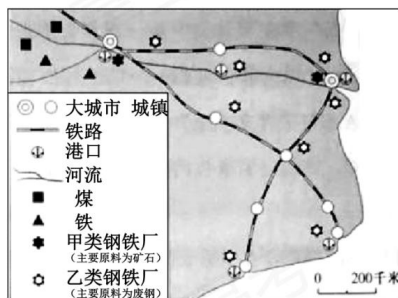 大城市 城镇
铁路
港口
河流
煤
铁
甲类钢铁厂
（主要原料为矿石）
乙类钢铁厂
（主要原料为废钢）
0 200千米